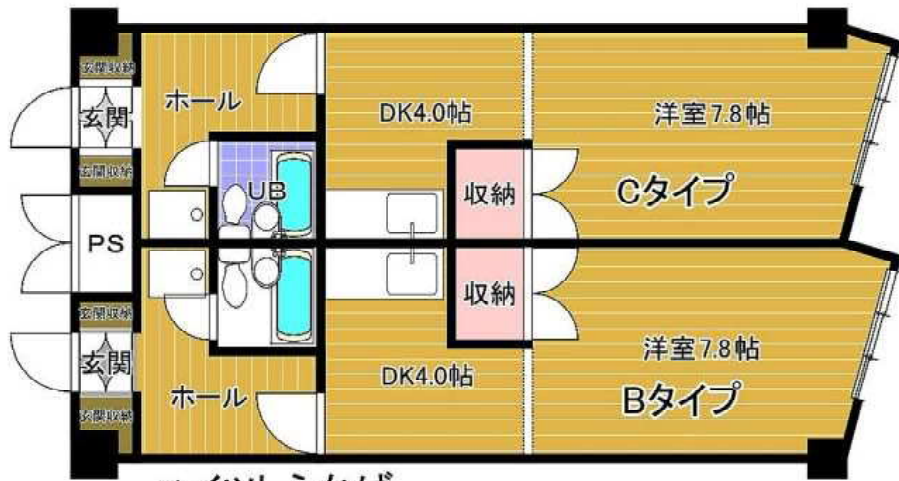 玄関収納
ホール
玄関
DK4.0帖
洋室7.8帖
玄関収納
UB
収納
Cタイプ
PS
収納
玄関収納
玄関
洋室7.8帖
DK4.0帖
ホール
Bタイプ
玄関収納